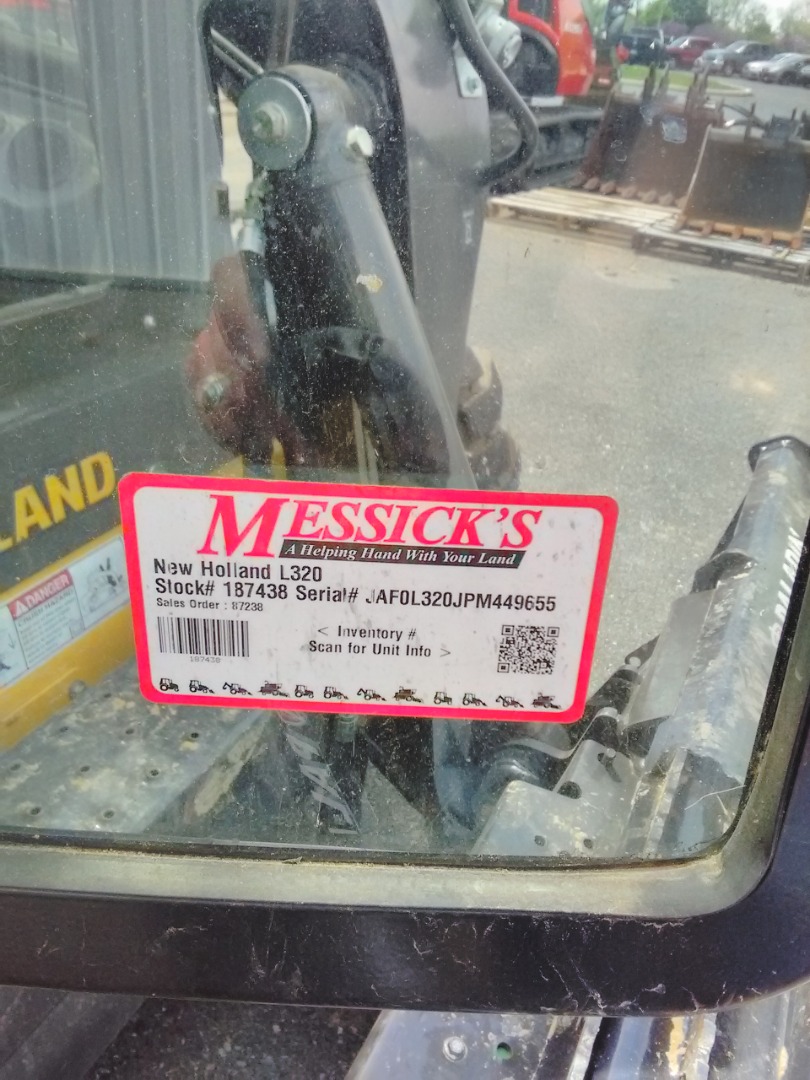 LAND
DANGER
MESSICK'S
A Helping Hand With Your Land
New Holland L320
Stock# 187438 Serial# JAF0L320JPM449655
Sales Order : 87238
< Inventory #
Scan for Unit Info >
187438